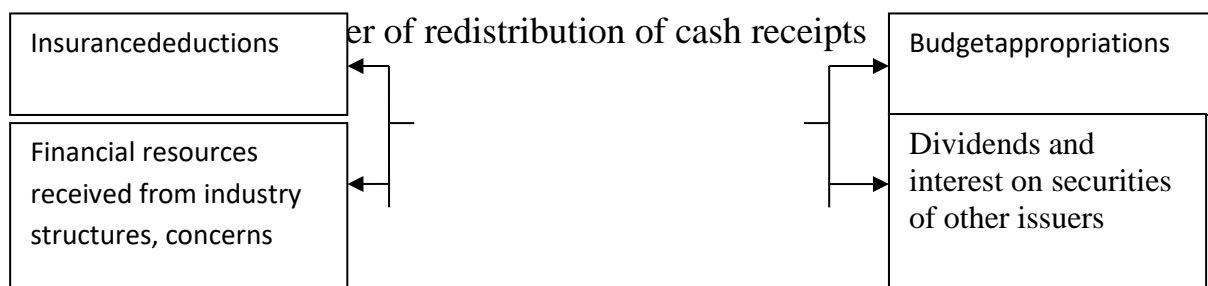 Insurancedeductions
er of redistribution of cash receipts
Budgetappropriations
Financial resources
received from industry
structures, concerns
Dividends and
interest on securities
of other issuers